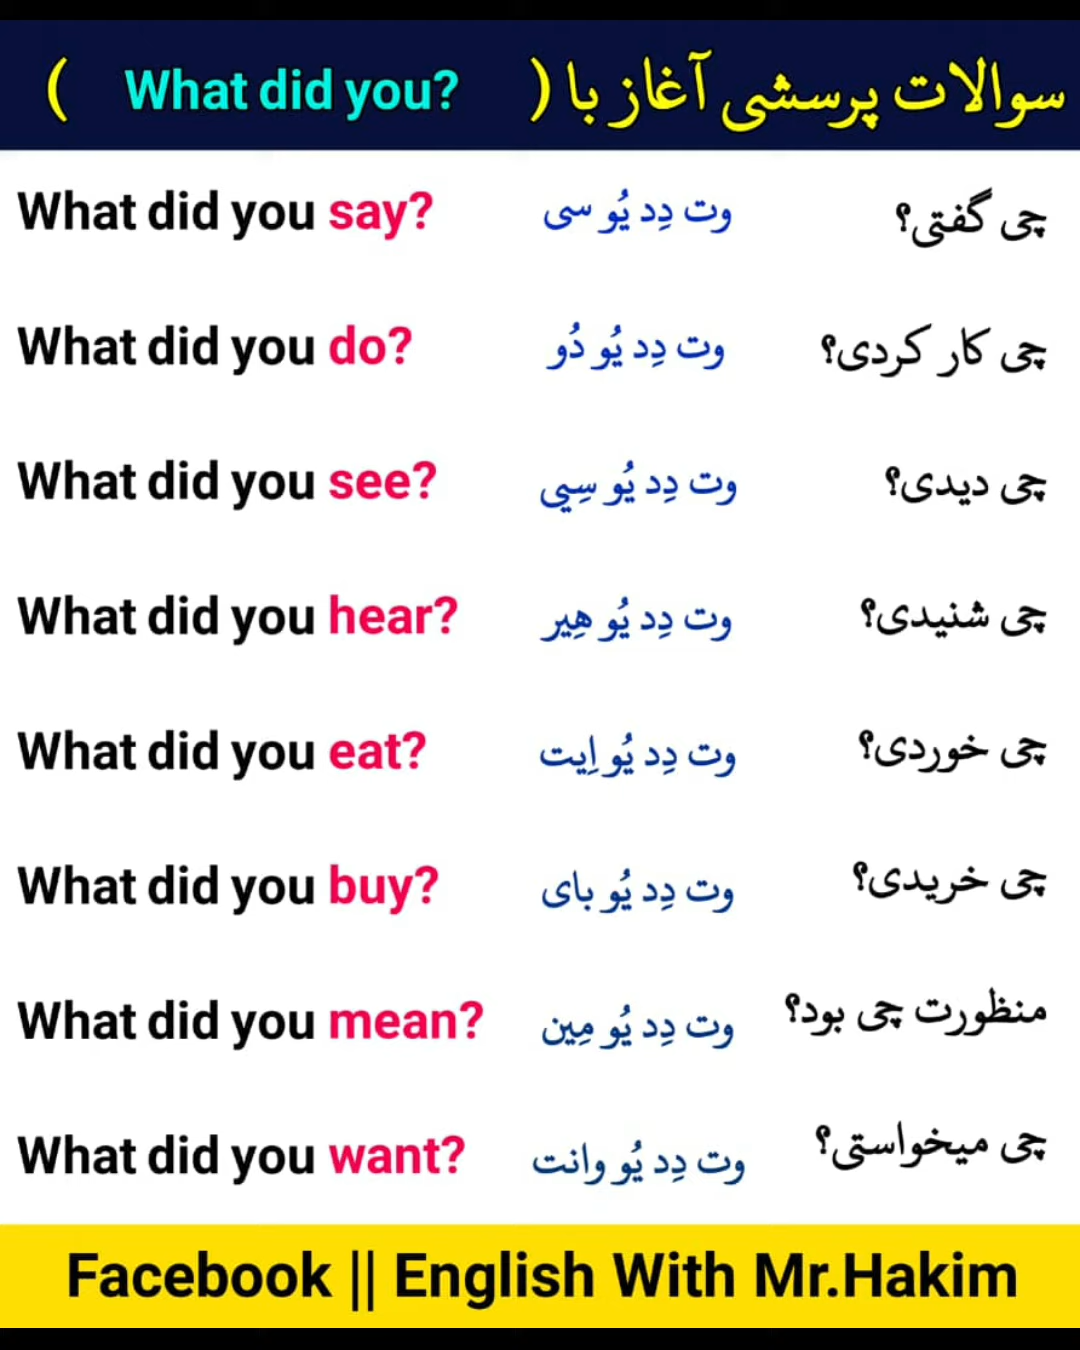 سوالات پرسشی آغاز با ( What did you? )
What did you say? وت دِد یُو سی چی گفتی؟
What did you do? وت دِد یُو دُو چی کار کردی؟
What did you see? وت دِد یُو سِیي چی دیدی؟
What did you hear? وت دِد یُو هِیر چی شنیدی؟
What did you eat? وت دِد یُو اِیت چی خوردی؟
What did you buy? وت دِد یُو بای چی خریدی؟
What did you mean? وت دِد یُو مِین منظورت چی بود؟
What did you want? وت دِد یُو وانت چی میخواستی؟
Facebook || English With Mr.Hakim